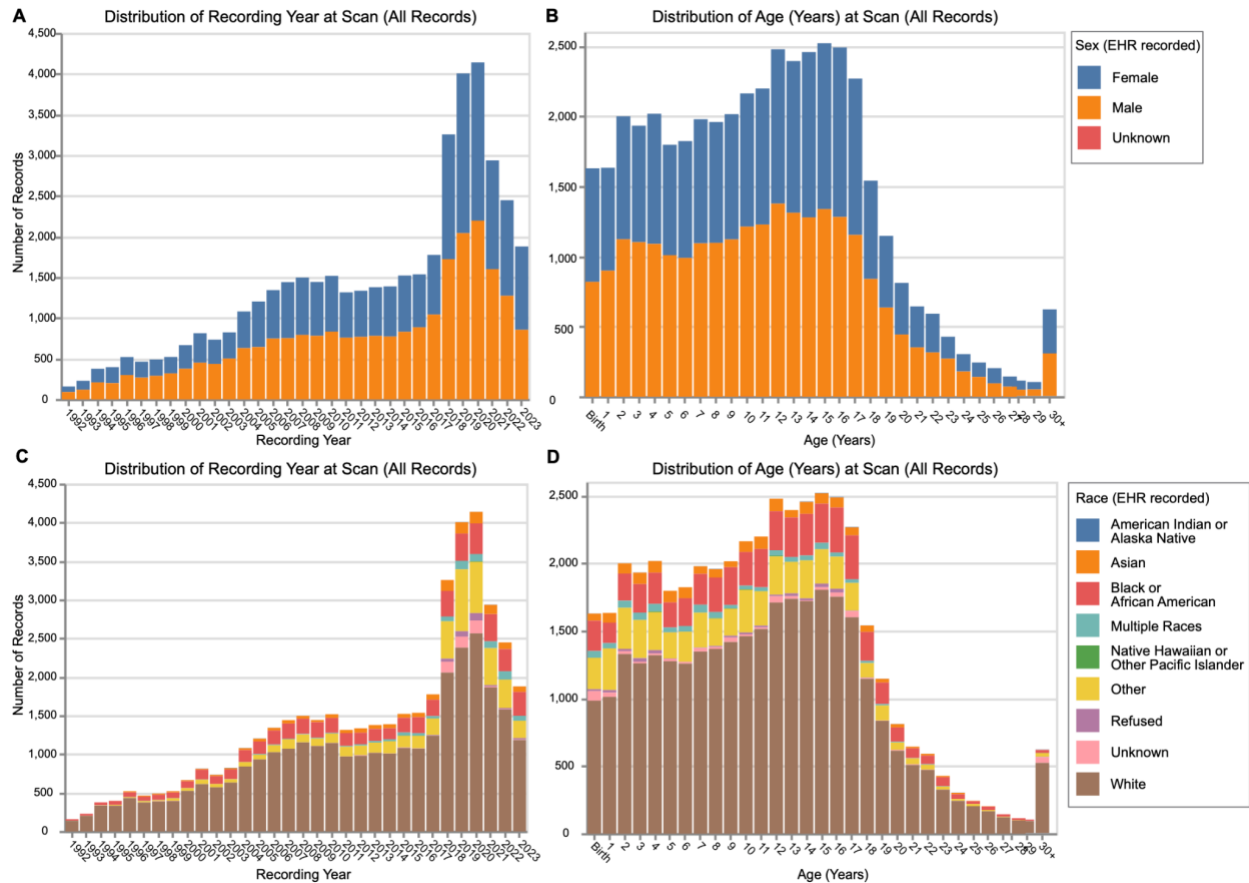 A
Distribution of Recording Year at Scan (All Records)
4,500
4,000
3,500
3,000
2,500
2,000
1,500
1,000
500
0
Number of Records
1992 1993 1994 1995 1996 1997 1998 1999 2000 2001 2002 2003 2004 2005 2006 2007 2008 2009 2010 2011 2012 2013 2014 2015 2016 2017 2018 2019 2020 2021 2022 2023
Recording Year
B
Distribution of Age (Years) at Scan (All Records)
2,500
2,000
1,500
1,000
500
0
Birth 1 2 3 4 5 6 7 8 9 10 11 12 13 14 15 16 17 18 19 20 21 22 23 24 25 26 27 28 29 30+
Age (Years)
Sex (EHR recorded)
Female
Male
Unknown
C
Distribution of Recording Year at Scan (All Records)
4,500
4,000
3,500
3,000
2,500
2,000
1,500
1,000
500
0
Number of Records
1992 1993 1994 1995 1996 1997 1998 1999 2000 2001 2002 2003 2004 2005 2006 2007 2008 2009 2010 2011 2012 2013 2014 2015 2016 2017 2018 2019 2020 2021 2022 2023
Recording Year
D
Distribution of Age (Years) at Scan (All Records)
2,500
2,000
1,500
1,000
500
0
Birth 1 2 3 4 5 6 7 8 9 10 11 12 13 14 15 16 17 18 19 20 21 22 23 24 25 26 27 28 29 30+
Age (Years)
Race (EHR recorded)
American Indian or
Alaska Native
Asian
Black or
African American
Multiple Races
Native Hawaiian or
Other Pacific Islander
Other
Refused
Unknown
White